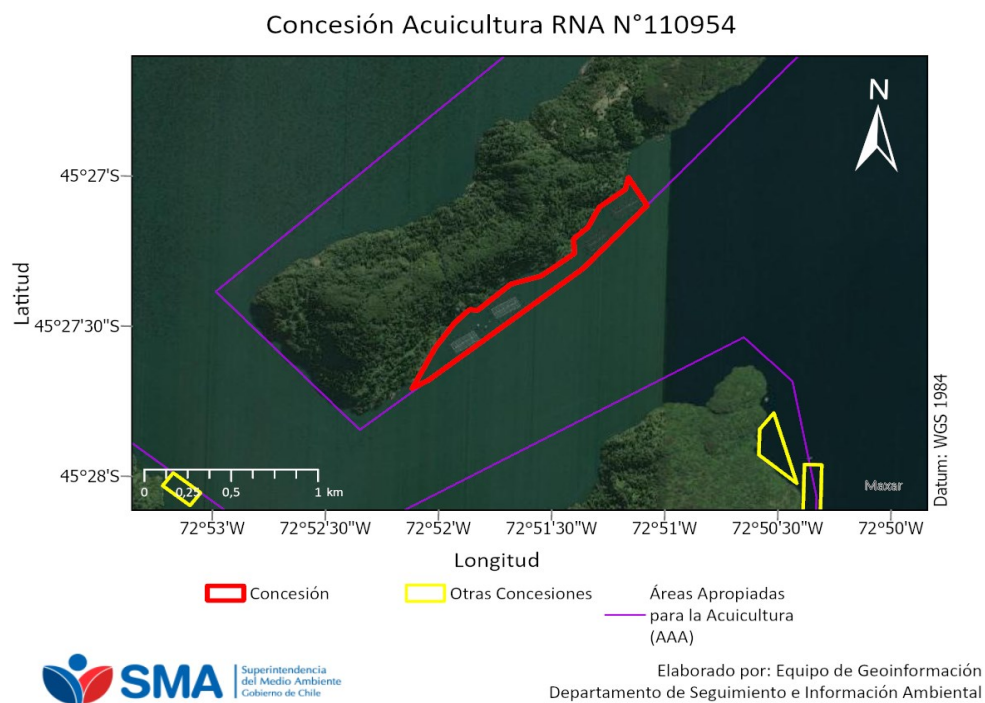 Concesión Acuicultura RNA N°110954
N
45°27'S
45°27'30"S
45°28'S
Latitud
Datum: WGS 1984
Maxar
0 0,25 0,5 1 km
72°53'W 72°52'30"W 72°52'W 72°51'30"W 72°51'W 72°50'30"W 72°50'W
Longitud
Concesión
Otras Concesiones
Áreas Apropiadas
para la Acuicultura
(AAA)
SMA
Superintendencia
del Medio Ambiente
Gobierno de Chile
Elaborado por: Equipo de Geoinformación
Departamento de Seguimiento e Información Ambiental